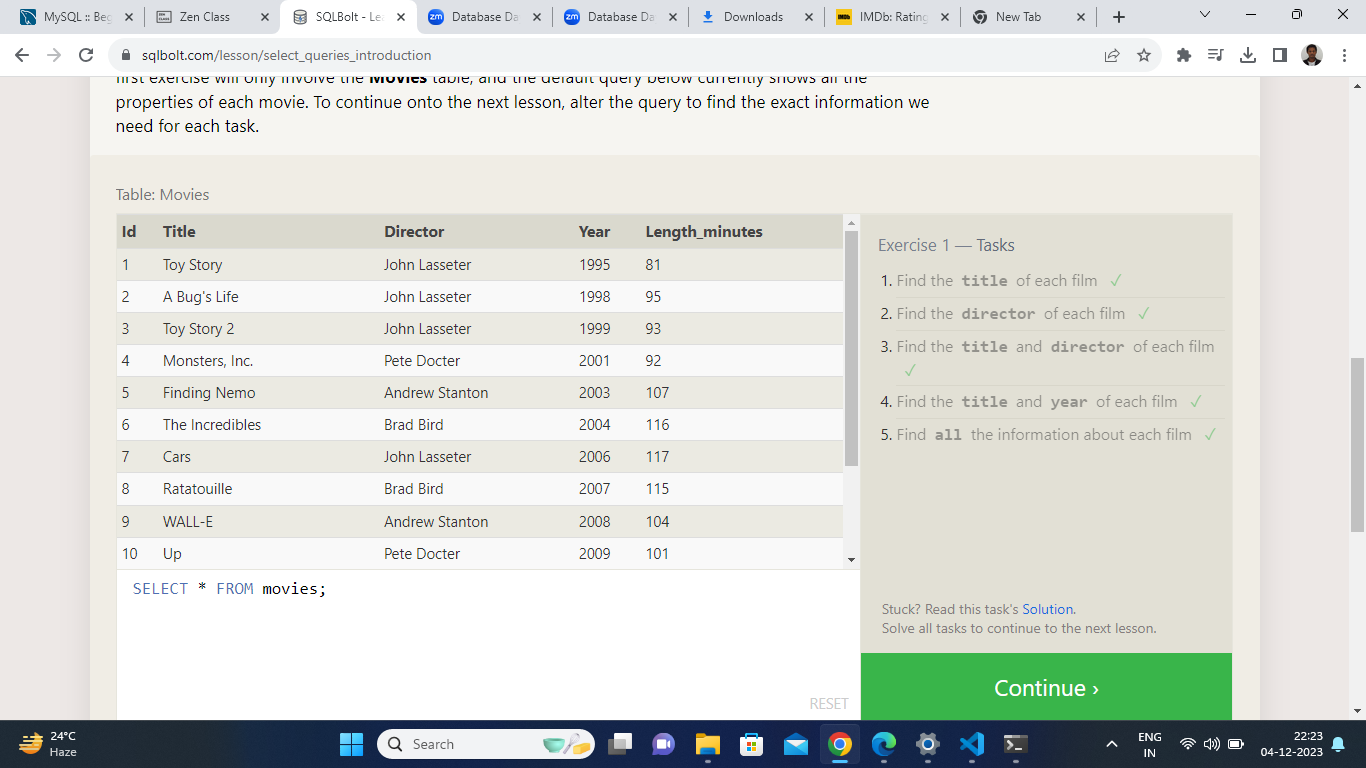 MySQL :: Beg
Zen Class
SQLBolt - Le
Database Da
Database Da
Downloads
IMDb: Rating
New Tab
sqlbolt.com/lesson/select_queries_introduction
first exercise will only involve the Movies table, and the default query below currently shows all the
properties of each movie. To continue onto the next lesson, alter the query to find the exact information we
need for each task.
Table: Movies
Id Title Director Year Length_minutes
1 Toy Story John Lasseter 1995 81
2 A Bug's Life John Lasseter 1998 95
3 Toy Story 2 John Lasseter 1999 93
4 Monsters, Inc. Pete Docter 2001 92
5 Finding Nemo Andrew Stanton 2003 107
6 The Incredibles Brad Bird 2004 116
7 Cars John Lasseter 2006 117
8 Ratatouille Brad Bird 2007 115
9 WALL-E Andrew Stanton 2008 104
10 Up Pete Docter 2009 101
SELECT * FROM movies;
RESET
Exercise 1 — Tasks
1. Find the title of each film ✓
2. Find the director of each film ✓
3. Find the title and director of each film
✓
4. Find the title and year of each film ✓
5. Find all the information about each film ✓
Stuck? Read this task's Solution.
Solve all tasks to continue to the next lesson.
Continue ›
24°C
Haze
Search
ENG
IN
22:23
04-12-2023